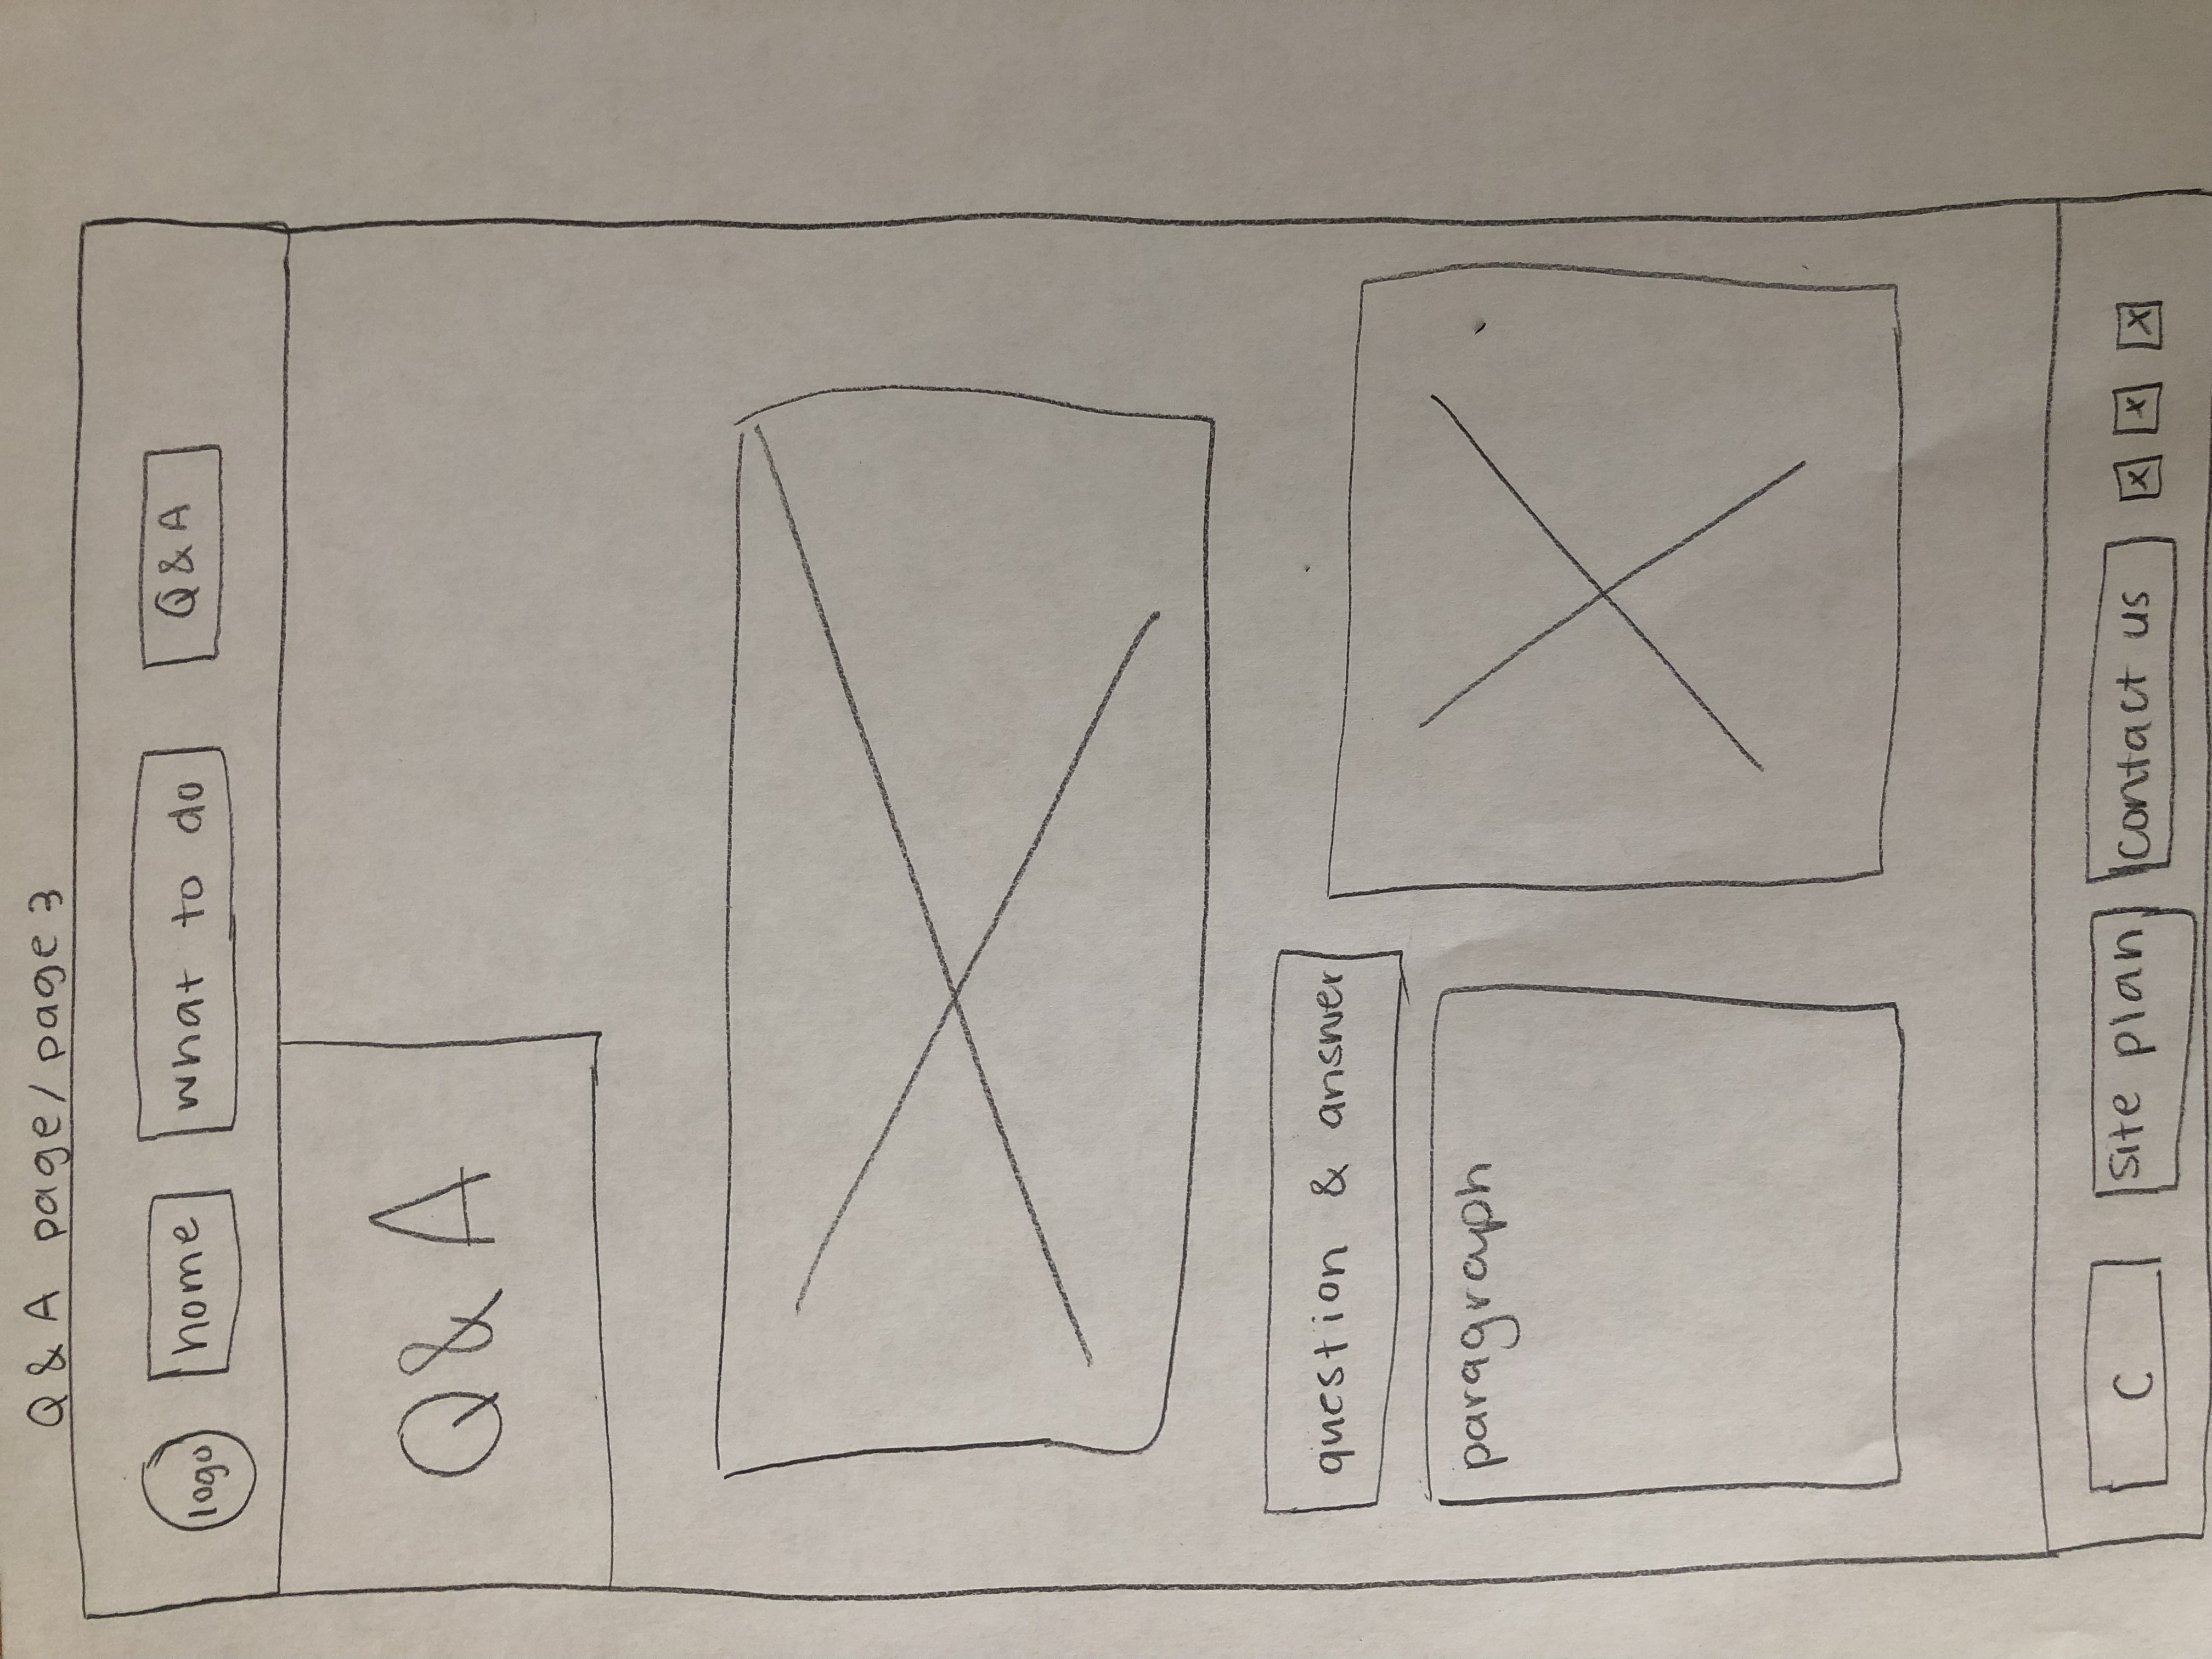 Q & A page/page 3
logo home what to do Q & A
Q & A
question & answer
paragraph
C site plan contact us x x x